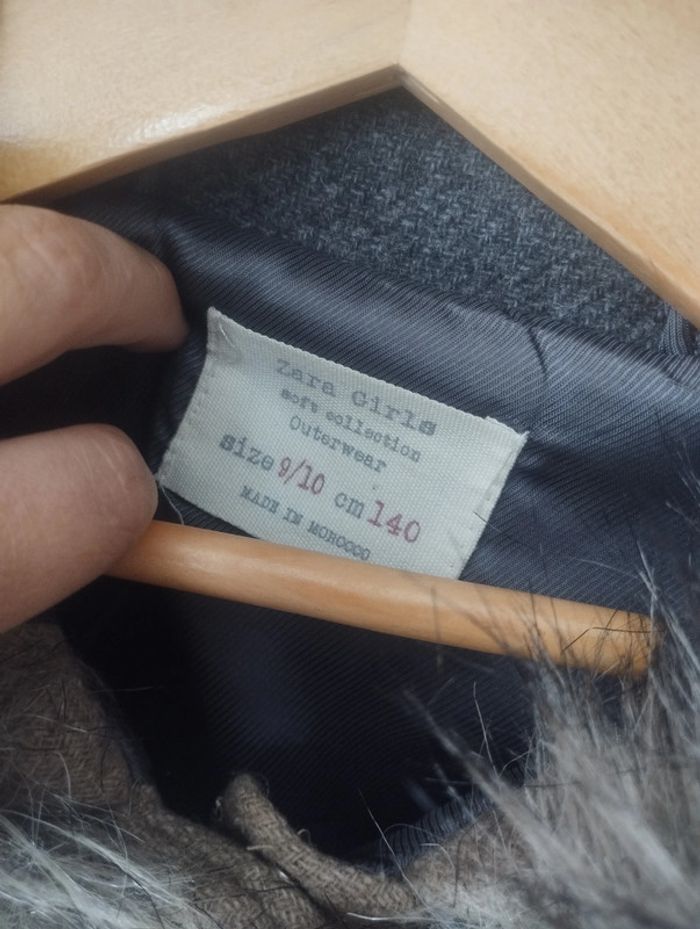 Zara Girls
soft collection
Outerwear
size 9/10 cm 140
MADE IN MOROCCO